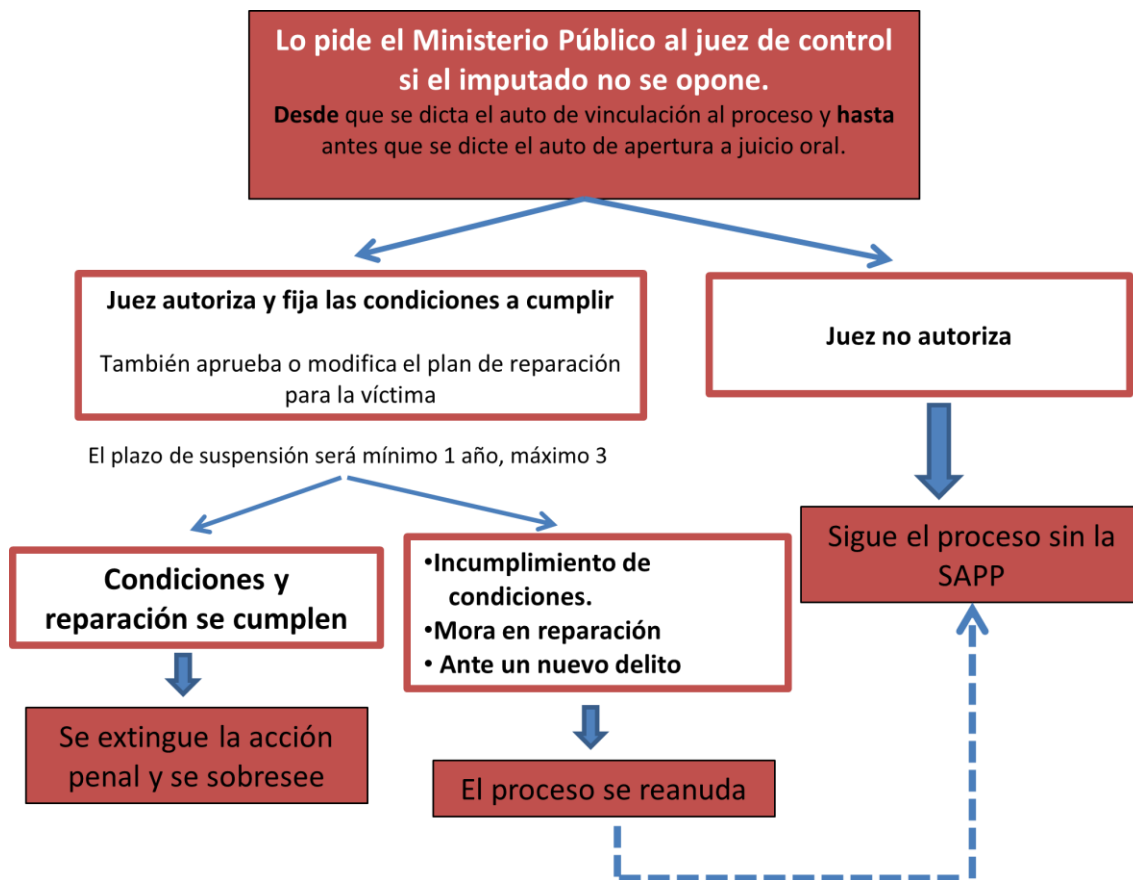 Lo pide el Ministerio Público al juez de control
si el imputado no se opone.
Desde que se dicta el auto de vinculación al proceso y hasta
antes que se dicte el auto de apertura a juicio oral.
Juez autoriza y fija las condiciones a cumplir
También aprueba o modifica el plan de reparación
para la víctima
Juez no autoriza
El plazo de suspensión será mínimo 1 año, máximo 3
Condiciones y
reparación se cumplen
•Incumplimiento de
condiciones.
•Mora en reparación
• Ante un nuevo delito
Sigue el proceso sin la
SAPP
Se extingue la acción
penal y se sobresee
El proceso se reanuda